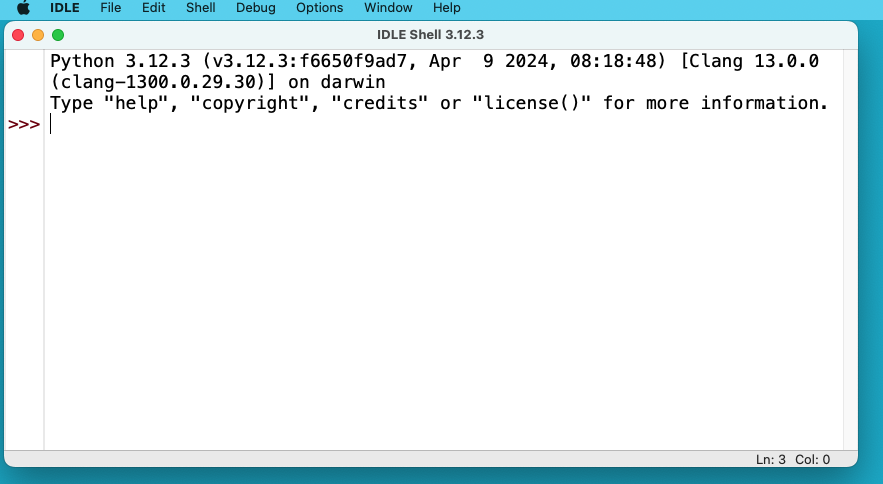 IDLE File Edit Shell Debug Options Window Help
IDLE Shell 3.12.3
Python 3.12.3 (v3.12.3:f6650f9ad7, Apr  9 2024, 08:18:48) [Clang 13.0.0
(clang-1300.0.29.30)] on darwin
Type "help", "copyright", "credits" or "license()" for more information.
>>>
Ln: 3 Col: 0